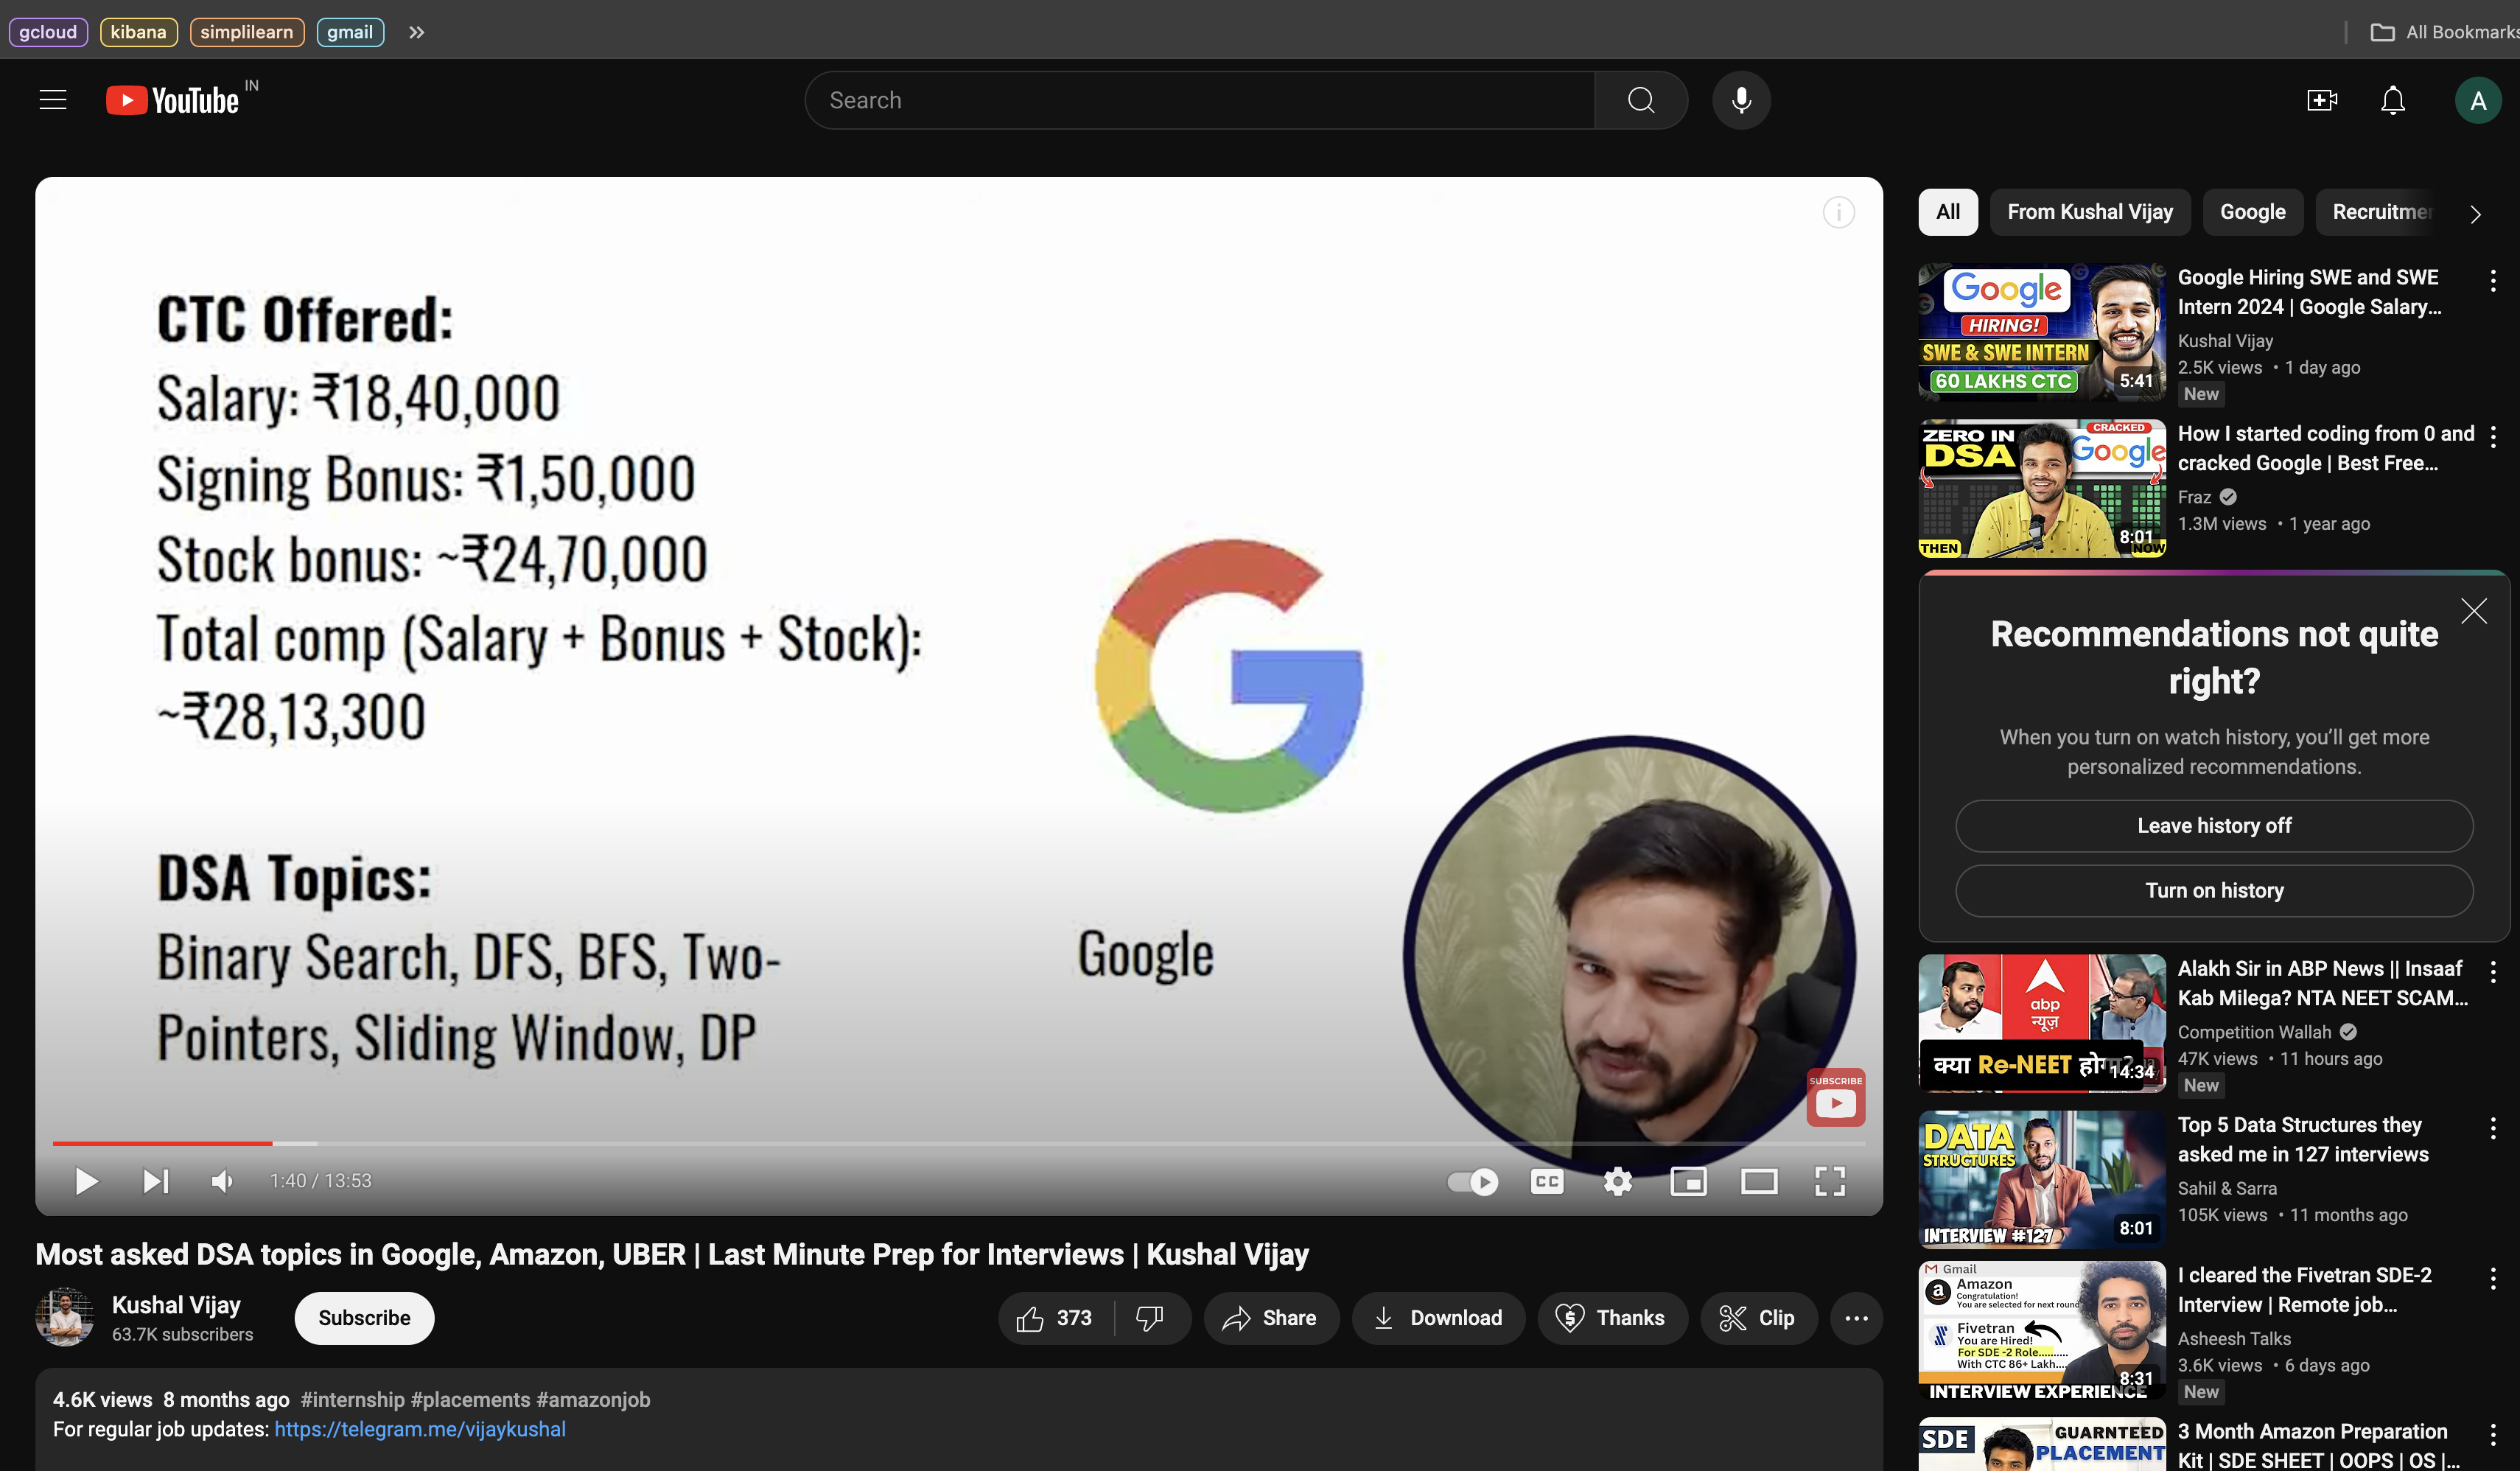 gcloud
kibana
simplilearn
gmail
All Bookmarks
YouTube
IN
Search
A
CTC Offered:
Salary: ₹18,40,000
Signing Bonus: ₹1,50,000
Stock bonus: ~₹24,70,000
Total comp (Salary + Bonus + Stock):
~₹28,13,300
DSA Topics:
Binary Search, DFS, BFS, Two-
Pointers, Sliding Window, DP
Google
SUBSCRIBE
1:40 / 13:53
CC
Most asked DSA topics in Google, Amazon, UBER | Last Minute Prep for Interviews | Kushal Vijay
Kushal Vijay
63.7K subscribers
Subscribe
373
Share
Download
Thanks
Clip
4.6K views 8 months ago #internship #placements #amazonjob
For regular job updates: https://telegram.me/vijaykushal
All
From Kushal Vijay
Google
Google
HIRING!
SWE & SWE INTERN
60 LAKHS CTC
5:41
Google Hiring SWE and SWE
Intern 2024 | Google Salary...
Kushal Vijay
2.5K views • 1 day ago
New
ZERO IN
DSA
CRACKED
Google
THEN
NOW
8:01
How I started coding from 0 and
cracked Google | Best Free...
Fraz
1.3M views • 1 year ago
Recommendations not quite
right?
When you turn on watch history, you’ll get more
personalized recommendations.
Leave history off
Turn on history
abp
न्यूज़
क्या Re-NEET
14:34
Alakh Sir in ABP News || Insaaf
Kab Milega? NTA NEET SCAM...
Competition Wallah
47K views • 11 hours ago
New
DATA
STRUCTURES
INTERVIEW #127
8:01
Top 5 Data Structures they
asked me in 127 interviews
Sahil & Sarra
105K views • 11 months ago
Gmail
Amazon
Congratulation!
You are selected for next round
Fivetran
You are Hired!
For SDE -2 Role.........
With CTC 86+ Lakh....
8:31
INTERVIEW EXPERIENCE
I cleared the Fivetran SDE-2
Interview | Remote job...
Asheesh Talks
3.6K views • 6 days ago
New
SDE
GUARNTEED
PLACEMENT
3 Month Amazon Preparation
Kit | SDE SHEET | OOPS | OS |...